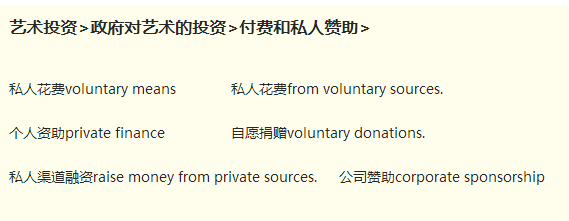 艺术投资>政府对艺术的投资>付费和私人赞助>
私人花费voluntary means 私人花费from voluntary sources.
个人资助private finance 自愿捐赠voluntary donations.
私人渠道融资raise money from private sources. 公司赞助corporate sponsorship